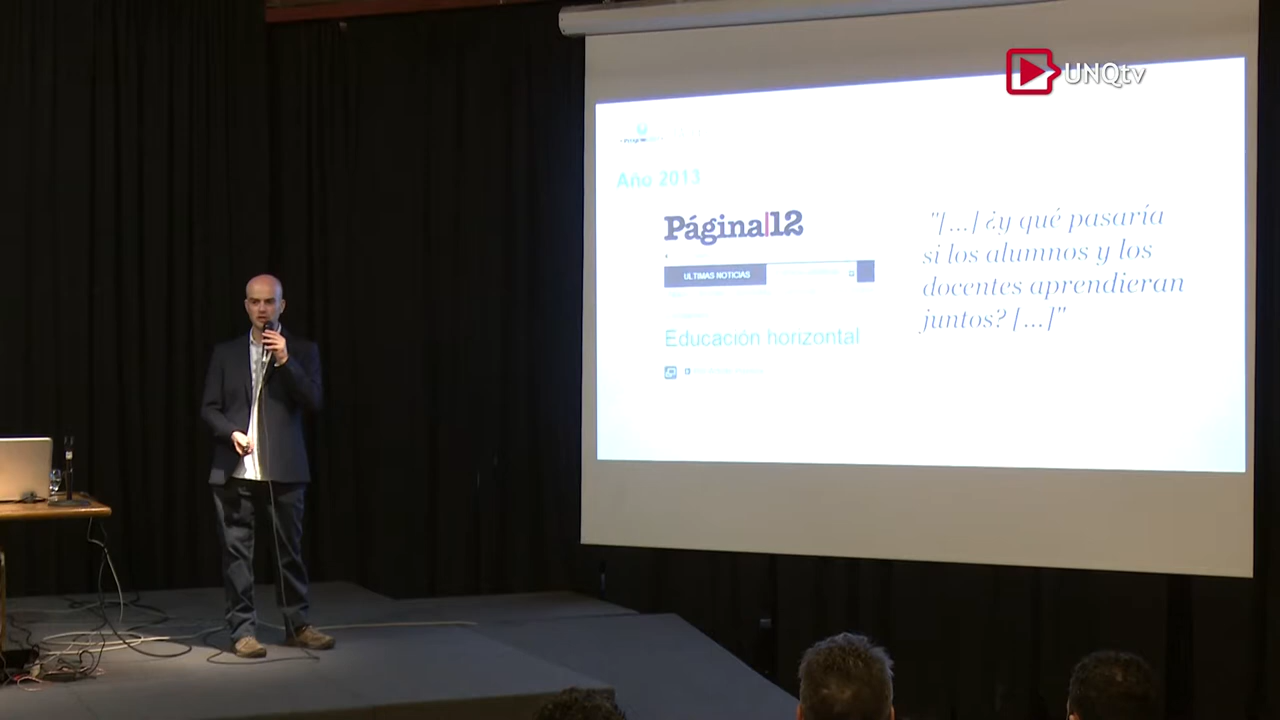 UNQtv
Año 2013
Página|12
ULTIMAS NOTICIAS
Educación horizontal
"[...] ¿y qué pasaría
si los alumnos y los
docentes aprendieran
juntos? [...]"